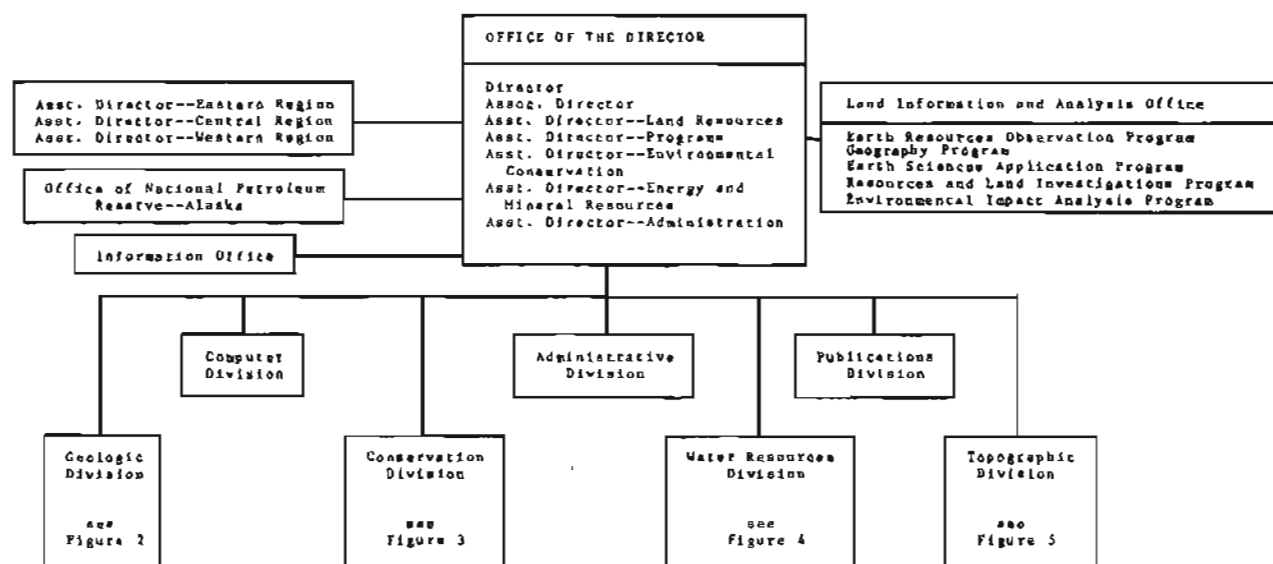 OFFICE OF THE DIRECTOR
Director
Assoc. Director
Asst. Director--Land Resources
Asst. Director--Program
Asst. Director--Environmental
Conservation
Asst. Director--Energy and
Mineral Resources
Asst. Director--Administration
Asst. Director--Eastern Region
Asst. Director--Central Region
Asst. Director--Western Region
Office of National Petroleum
Reserve--Alaska
Information Office
Land Information and Analysis Office
Earth Resources Observation Program
Geography Program
Earth Sciences Application Program
Resources and Land Investigations Program
Environmental Impact Analysis Program
Computer
Division
Administrative
Division
Publications
Division
Geologic
Division
see
Figure 2
Conservation
Division
see
Figure 3
Water Resources
Division
see
Figure 4
Topographic
Division
see
Figure 5